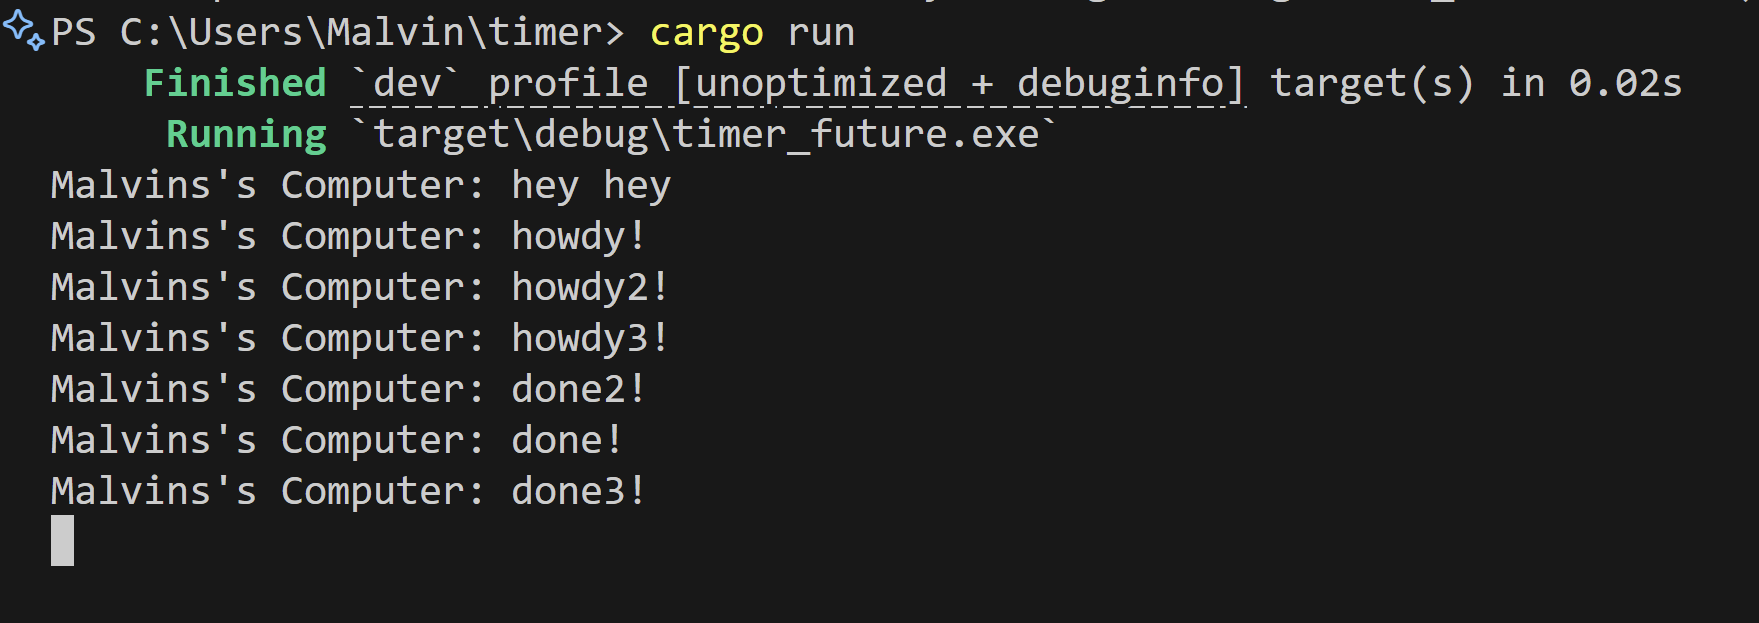 PS C:\Users\Malvin\timer> cargo run
Finished `dev` profile [unoptimized + debuginfo] target(s) in 0.02s
Running `target\debug\timer_future.exe`
Malvins's Computer: hey hey
Malvins's Computer: howdy!
Malvins's Computer: howdy2!
Malvins's Computer: howdy3!
Malvins's Computer: done2!
Malvins's Computer: done!
Malvins's Computer: done3!